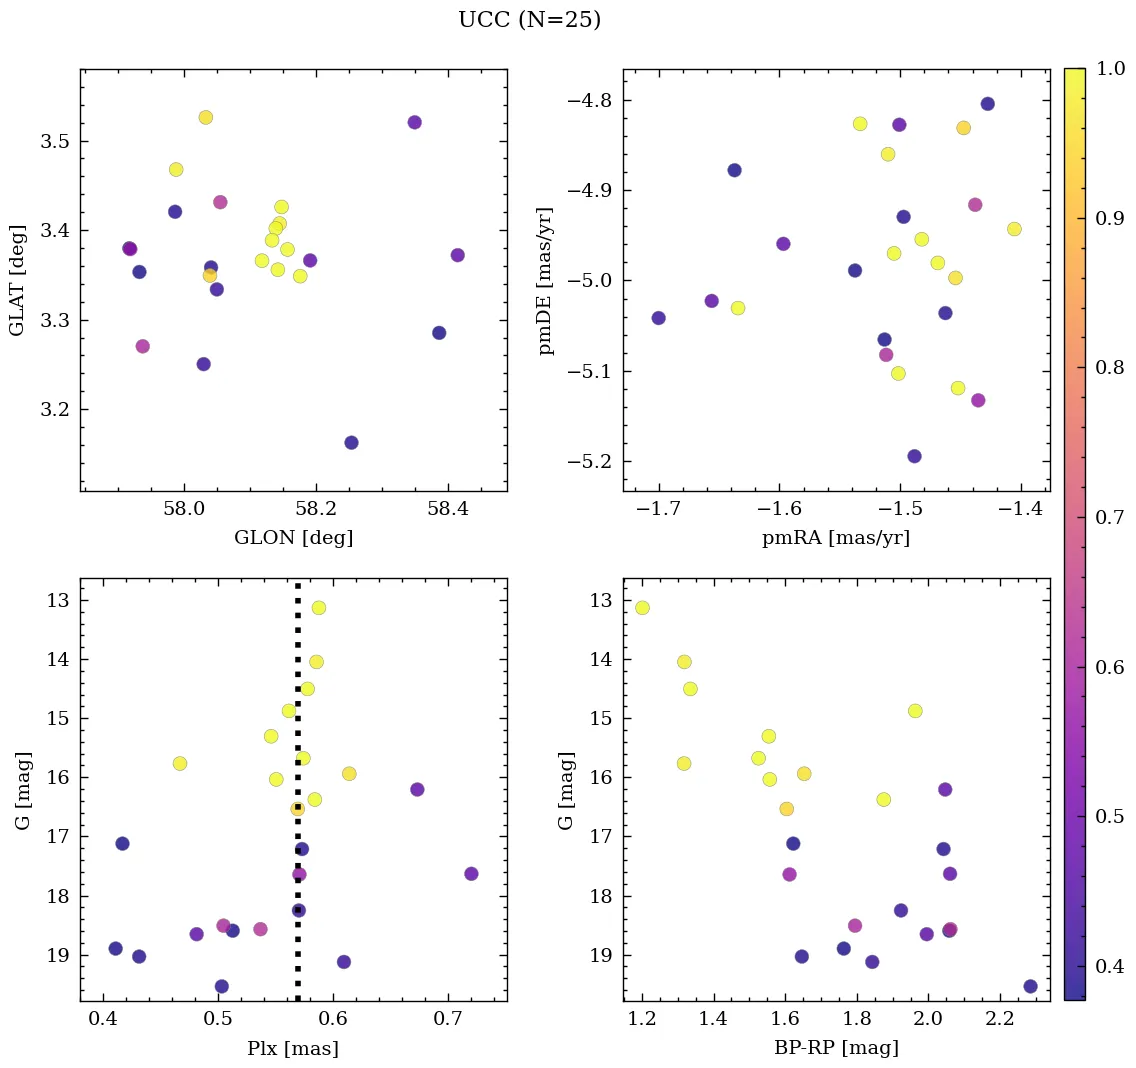 UCC (N=25)
3.5
3.4
3.3
3.2
GLAT [deg]
58.0 58.2 58.4
GLON [deg]
−4.8
−4.9
−5.0
−5.1
−5.2
pmDE [mas/yr]
−1.7 −1.6 −1.5 −1.4
pmRA [mas/yr]
13
14
15
16
17
18
19
G [mag]
0.4 0.5 0.6 0.7
Plx [mas]
13
14
15
16
17
18
19
G [mag]
1.2 1.4 1.6 1.8 2.0 2.2
BP-RP [mag]
1.0
0.9
0.8
0.7
0.6
0.5
0.4